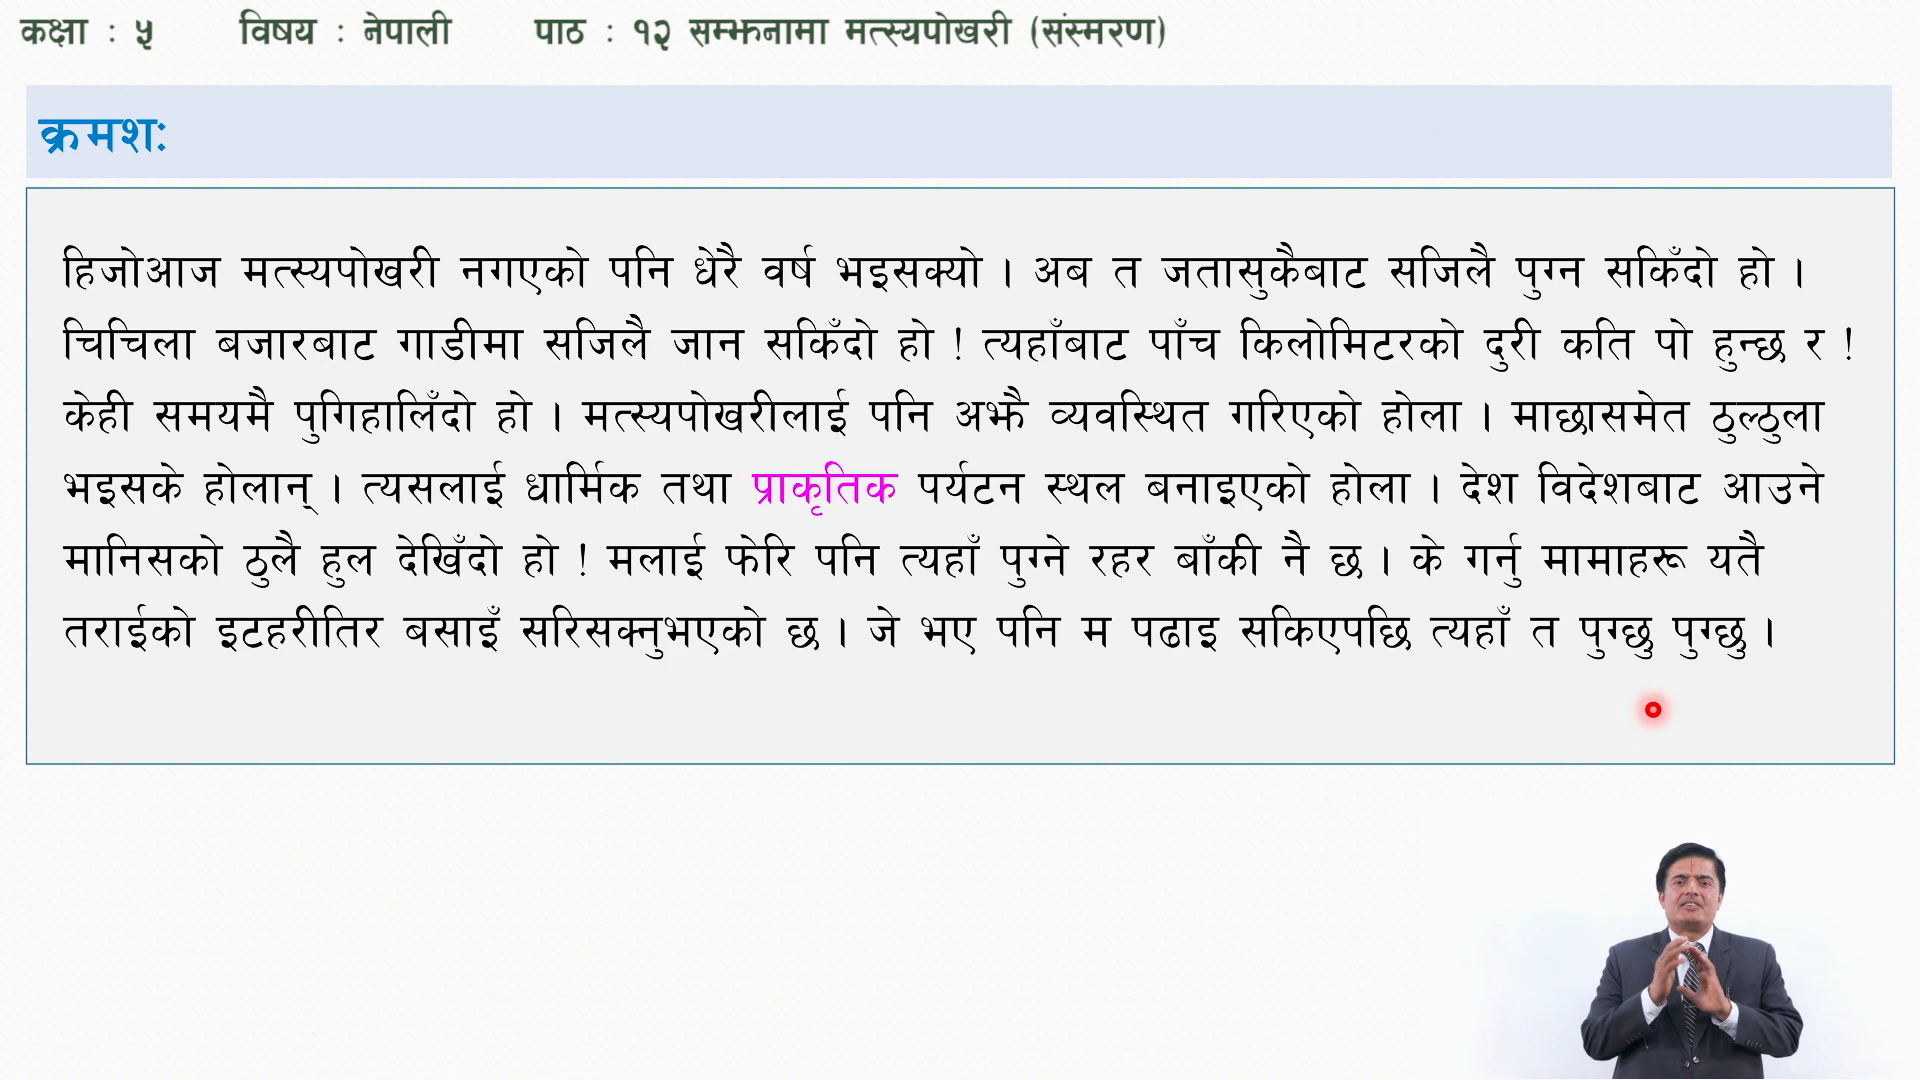 कक्षा : ५ विषय : नेपाली पाठ : १२ सम्झनामा मत्स्यपोखरी (संस्मरण)
क्रमशः
हिजोआज मत्स्यपोखरी नगएको पनि धेरै वर्ष भइसक्यो । अब त जतासुकैबाट सजिलै पुग्न सकिँदो हो ।
चिचिला बजारबाट गाडीमा सजिलै जान सकिँदो हो ! त्यहाँबाट पाँच किलोमिटरको दुरी कति पो हुन्छ र !
केही समयमै पुगिहालिँदो हो । मत्स्यपोखरीलाई पनि अझै व्यवस्थित गरिएको होला । माछासमेत ठुल्ठुला
भइसके होलान् । त्यसलाई धार्मिक तथा प्राकृतिक पर्यटन स्थल बनाइएको होला । देश विदेशबाट आउने
मानिसको ठुलै हुल देखिँदो हो ! मलाई फेरि पनि त्यहाँ पुग्ने रहर बाँकी नै छ । के गर्नु मामाहरू यतै
तराईको इटहरीतिर बसाइँ सरिसक्नुभएको छ । जे भए पनि म पढाइ सकिएपछि त्यहाँ त पुग्छु पुग्छु ।